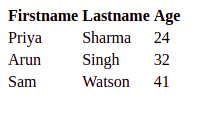 Firstname Lastname Age
Priya Sharma 24
Arun Singh 32
Sam Watson 41